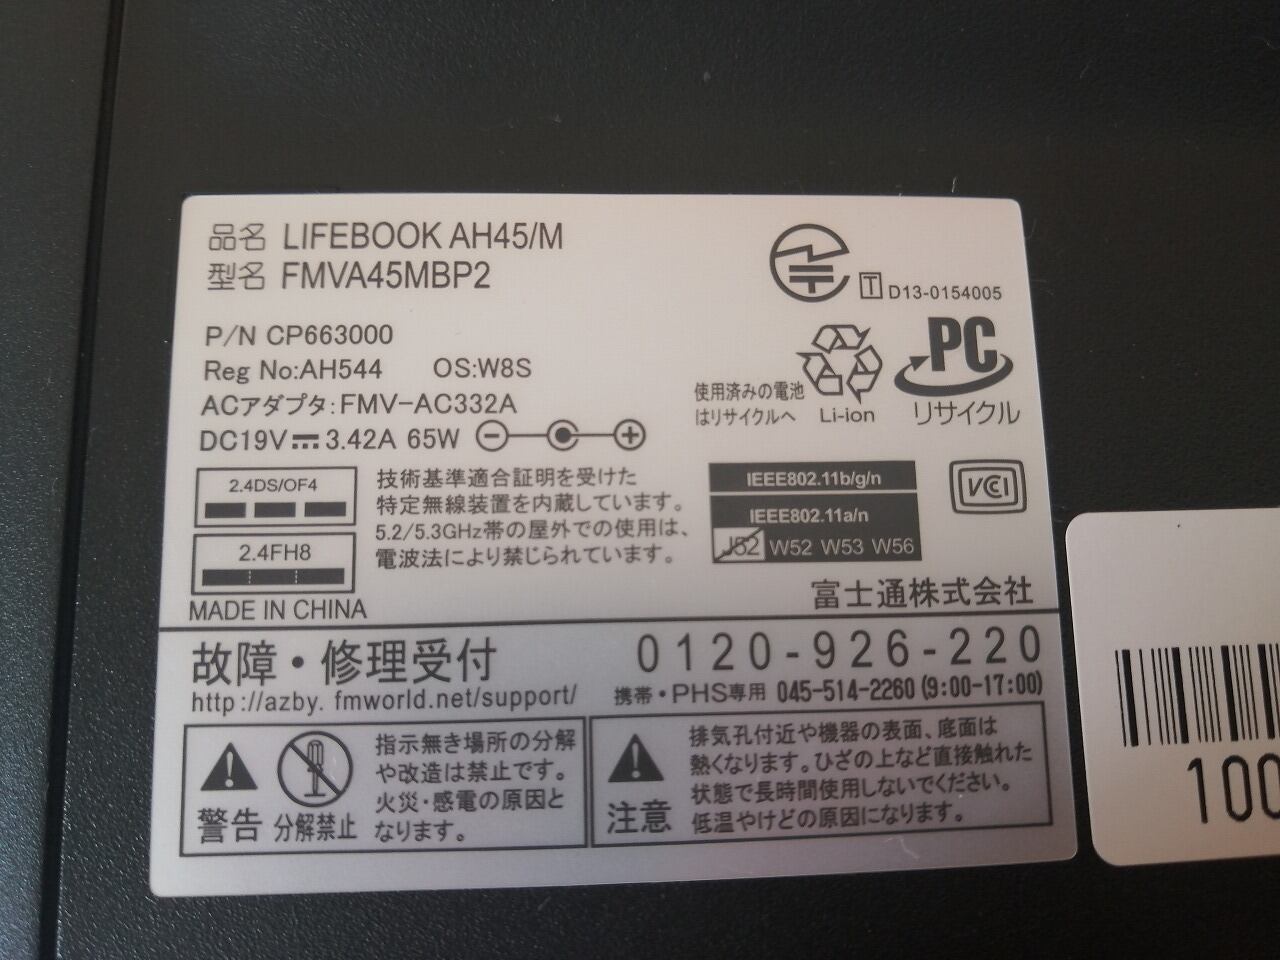 品名 LIFEBOOK AH45/M
型名 FMVA45MBP2
T D13-0154005
P/N CP663000
Reg No:AH544 OS:W8S
ACアダプタ:FMV-AC332A
DC19V 3.42A 65W
使用済みの電池
はリサイクルへ
Li-ion
PC
リサイクル
2.4DS/OF4
2.4FH8
技術基準適合証明を受けた
特定無線装置を内蔵しています。
5.2/5.3GHz帯の屋外での使用は、
電波法により禁じられています。
IEEE802.11b/g/n
IEEE802.11a/n
J52 W52 W53 W56
VCCI
MADE IN CHINA
富士通株式会社
故障・修理受付 0120-926-220
http://azby.fmworld.net/support/ 携帯・PHS専用 045-514-2260 (9:00-17:00)
警告
分解禁止
指示無き場所の分解
や改造は禁止です。
火災・感電の原因と
なります。
注意
排気孔付近や機器の表面、底面は
熱くなります。ひざの上など直接触れた
状態で長時間使用しないでください。
低温やけどの原因になります。
100